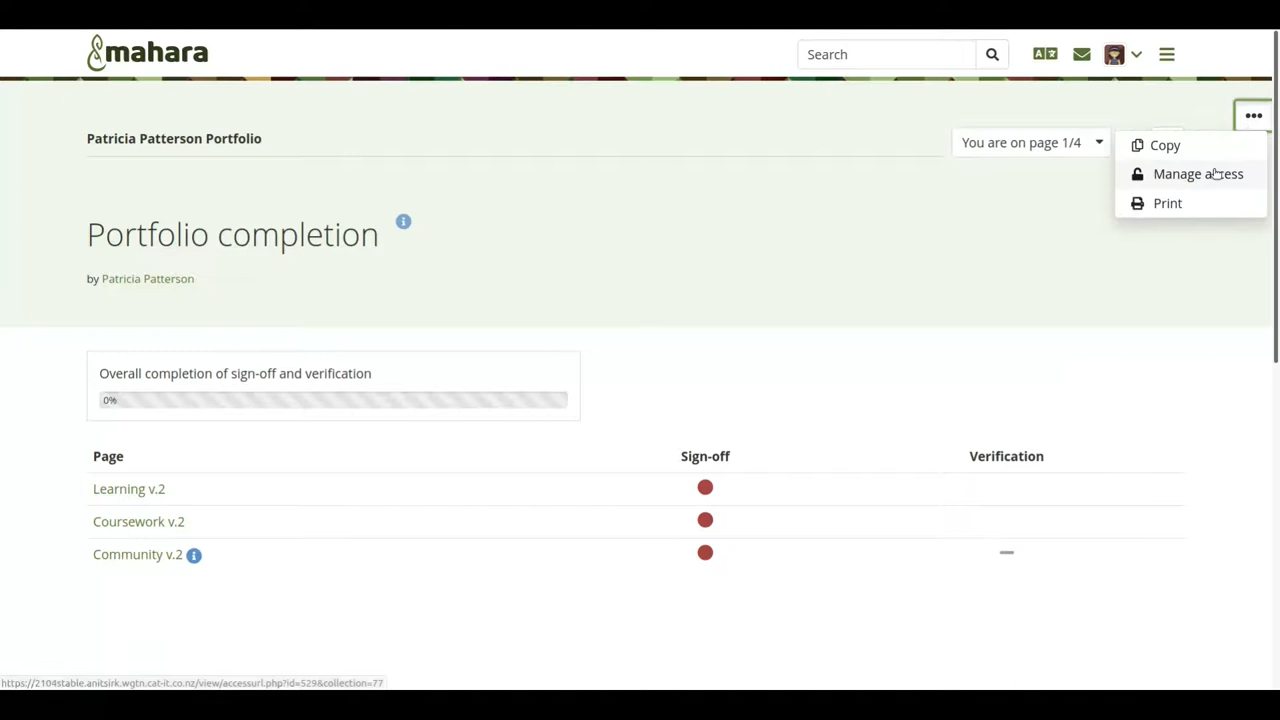 mahara
Search
Patricia Patterson Portfolio
You are on page 1/4
Copy
Manage access
Print
Portfolio completion
by Patricia Patterson
Overall completion of sign-off and verification
0%
Page Sign-off Verification
Learning v.2
Coursework v.2
Community v.2
https://2104stable.anitsirk.wgtn.cat-it.co.nz/view/accessurl.php?id=529&collection=77